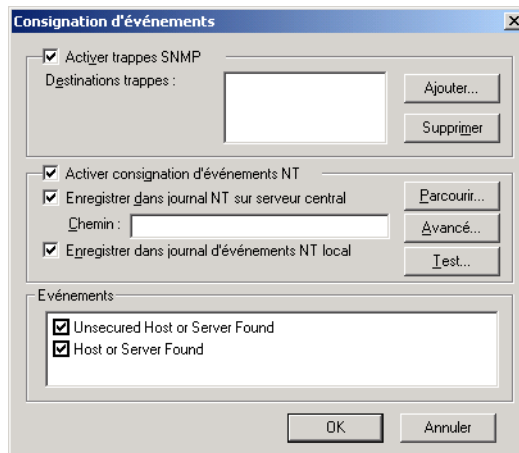 Consignation d'événements
Activer trappes SNMP
Destinations trappes :
Ajouter...
Supprimer
Activer consignation d'événements NT
Enregistrer dans journal NT sur serveur central
Parcourir...
Chemin :
Avancé...
Enregistrer dans journal d'événements NT local
Test...
Evénements
Unsecured Host or Server Found
Host or Server Found
OK
Annuler